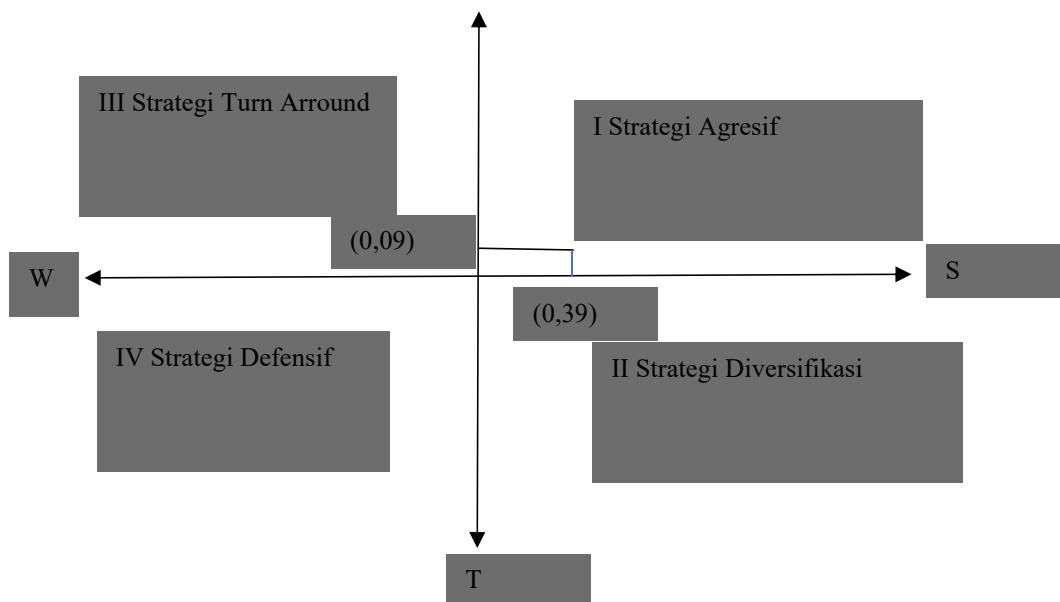 III Strategi Turn Arround
I Strategi Agresif
(0,09)
W
S
(0,39)
IV Strategi Defensif
II Strategi Diversifikasi
T